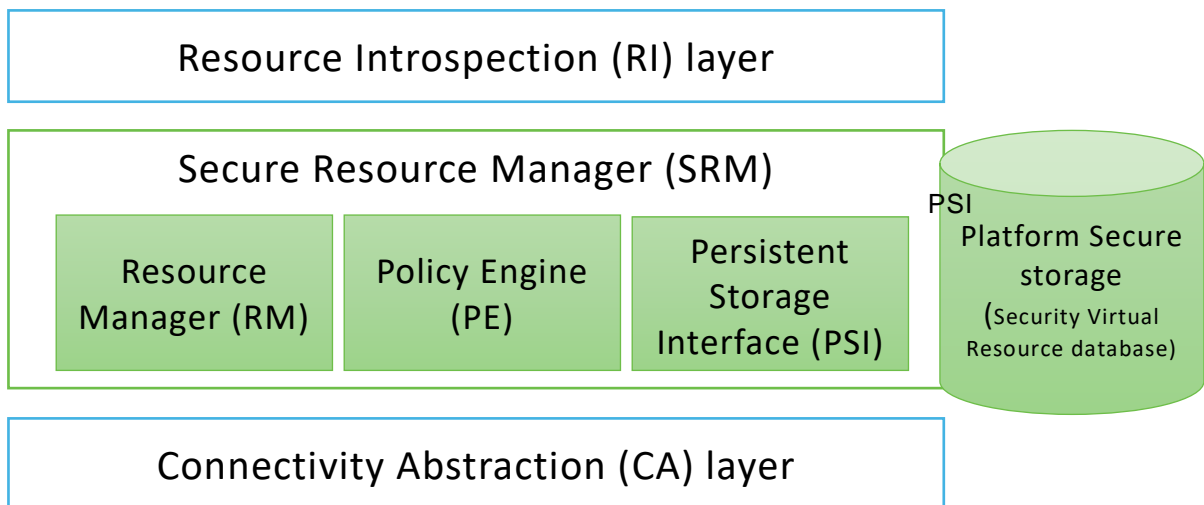 Resource Introspection (RI) layer
Secure Resource Manager (SRM)
Resource
Manager (RM)
Policy Engine
(PE)
Persistent
Storage
Interface (PSI)
PSI
Platform Secure
storage
(Security Virtual
Resource database)
Connectivity Abstraction (CA) layer